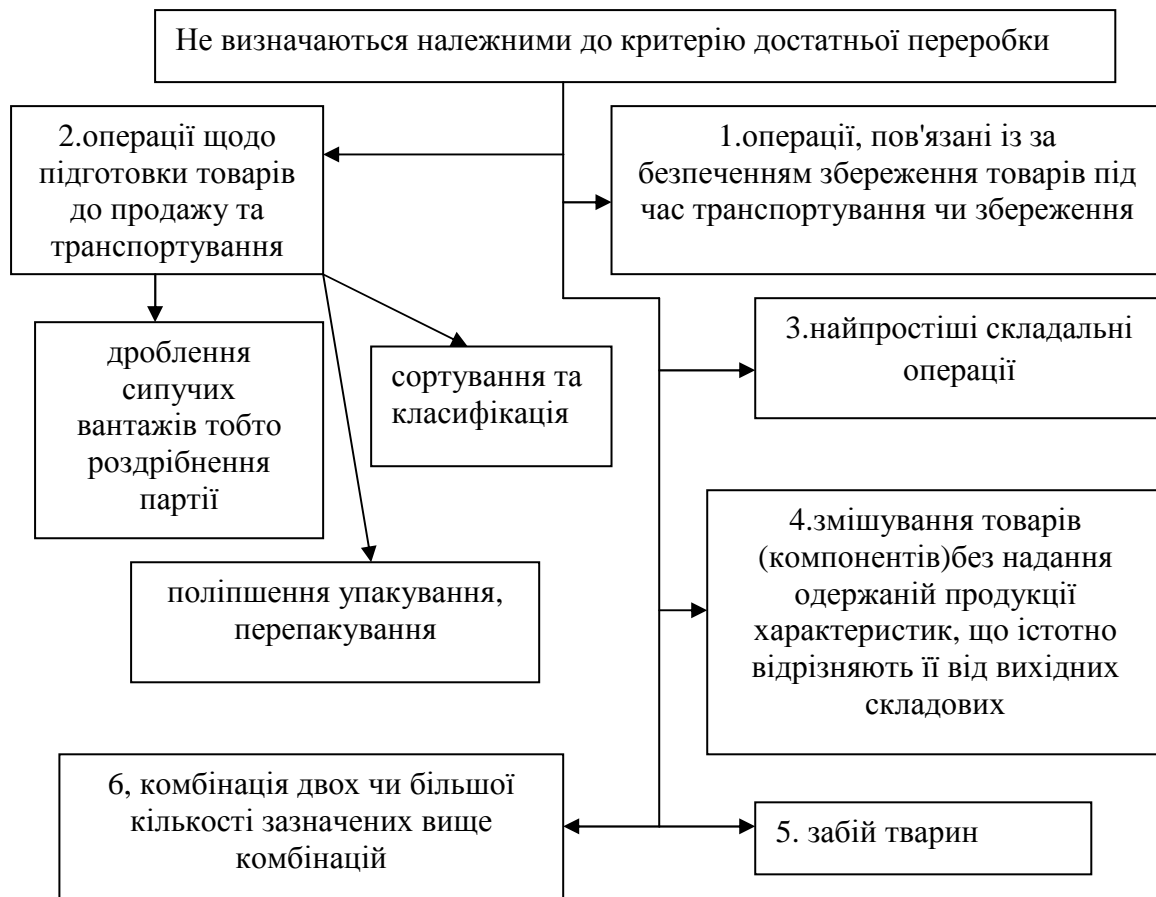 Не визначаються належними до критерію достатньої переробки
2.операції щодо
підготовки товарів
до продажу та
транспортування
1.операції, пов'язані із за
безпеченням збереження товарів під
час транспортування чи збереження
дроблення
сипучих
вантажів тобто
роздрібнення
партії
сортування та
класифікація
3.найпростіші складальні
операції
поліпшення упакування,
перепакування
4.змішування товарів
(компонентів)без надання
одержаній продукції
характеристик, що істотно
відрізняють її від вихідних
складових
6, комбінація двох чи більшої
кількості зазначених вище
комбінацій
5. забій тварин